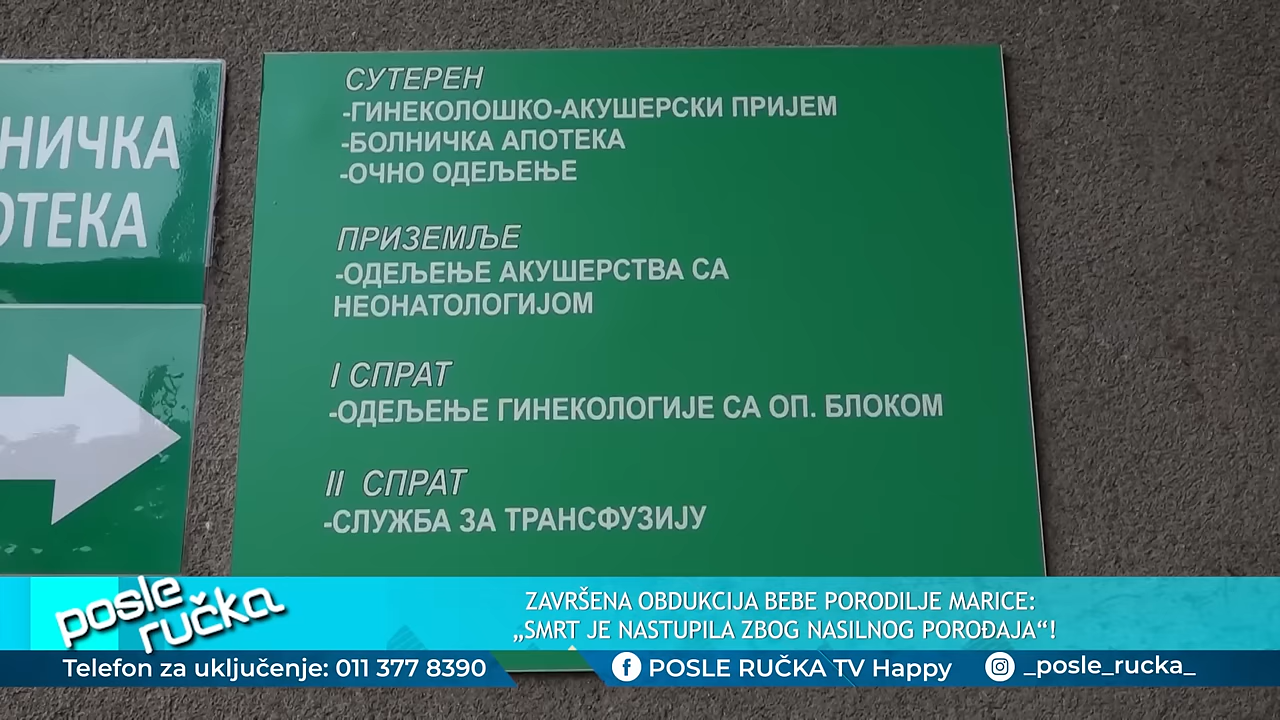 НИЧКА
ОТЕКА
СУТЕРЕН
-ГИНЕКОЛОШКО-АКУШЕРСКИ ПРИЈЕМ
-БОЛНИЧКА АПОТЕКА
-ОЧНО ОДЕЉЕЊЕ
ПРИЗЕМЉЕ
-ОДЕЉЕЊЕ АКУШЕРСТВА СА
НЕОНАТОЛОГИЈОМ
I СПРАТ
-ОДЕЉЕЊЕ ГИНЕКОЛОГИЈЕ СА ОП. БЛОКОМ
II СПРАТ
-СЛУЖБА ЗА ТРАНСФУЗИЈУ
posle
ručka
ZAVRŠENA OBDUKCIJA BEBE PORODILJE MARICE:
„SMRT JE NASTUPILA ZBOG NASILNOG POROĐAJA“!
Telefon za uključenje: 011 377 8390
POSLE RUČKA TV Happy
_posle_rucka_